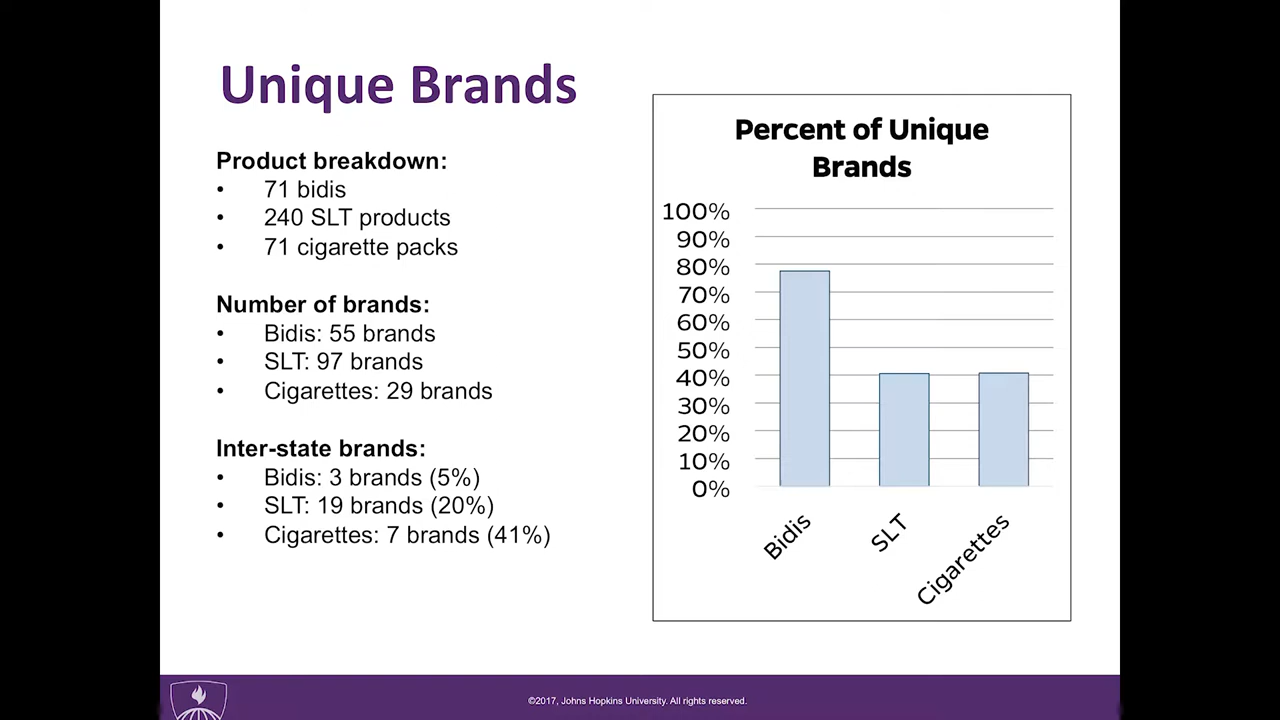 Unique Brands
Product breakdown:
• 71 bidis
• 240 SLT products
• 71 cigarette packs
Number of brands:
• Bidis: 55 brands
• SLT: 97 brands
• Cigarettes: 29 brands
Inter-state brands:
• Bidis: 3 brands (5%)
• SLT: 19 brands (20%)
• Cigarettes: 7 brands (41%)
Percent of Unique
Brands
100%
90%
80%
70%
60%
50%
40%
30%
20%
10%
0%
Bidis
SLT
Cigarettes
©2017, Johns Hopkins University. All rights reserved.